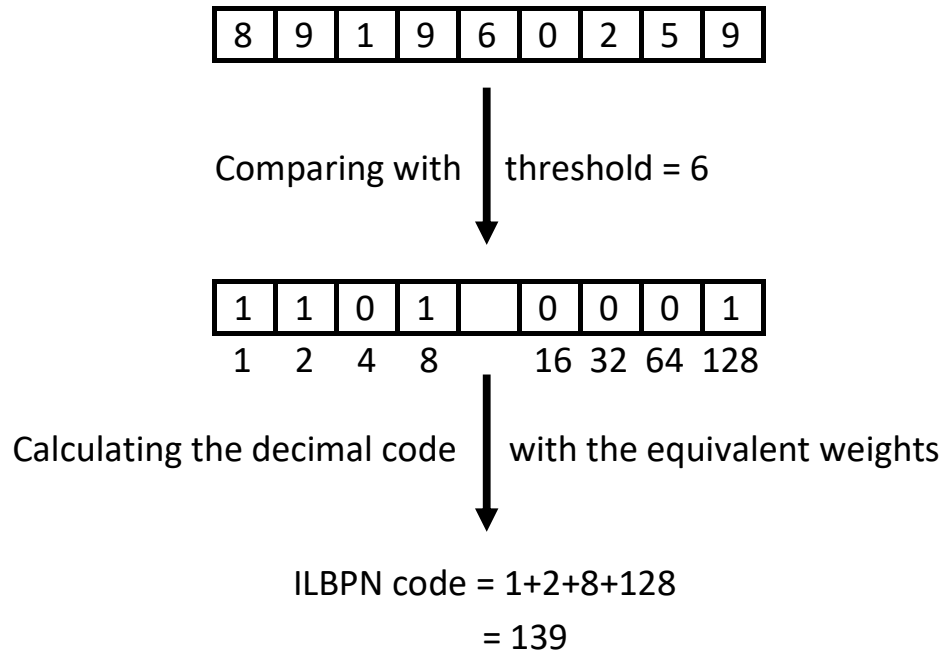 8 9 1 9 6 0 2 5 9
Comparing with threshold = 6
1 1 0 1 0 0 0 1
1 2 4 8 16 32 64 128
Calculating the decimal code with the equivalent weights
ILBPN code = 1+2+8+128
= 139